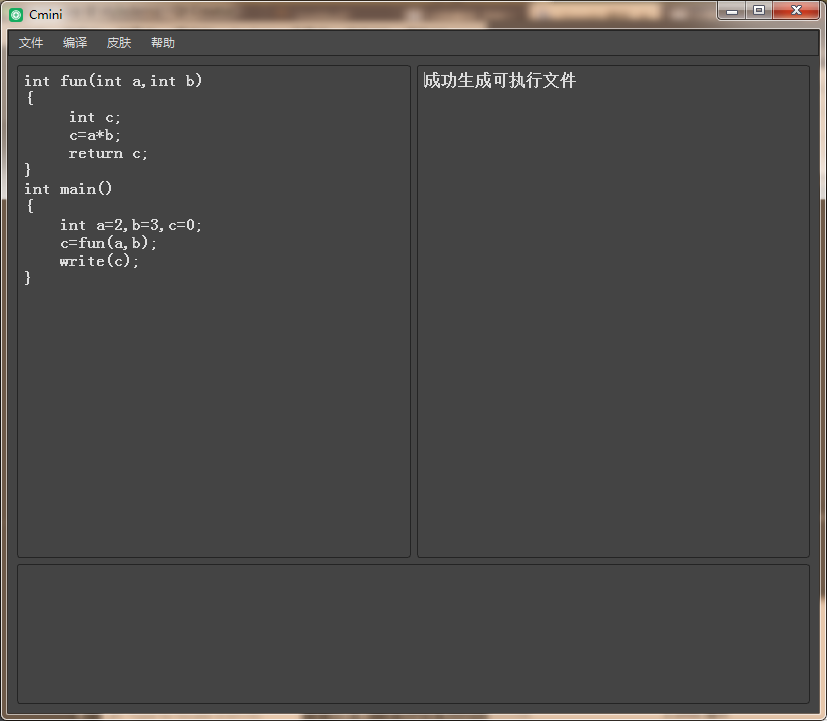 Cmini
文件 编译 皮肤 帮助
int fun(int a,int b)
{
     int c;
     c=a*b;
     return c;
}
int main()
{
    int a=2,b=3,c=0;
    c=fun(a,b);
    write(c);
}
成功生成可执行文件